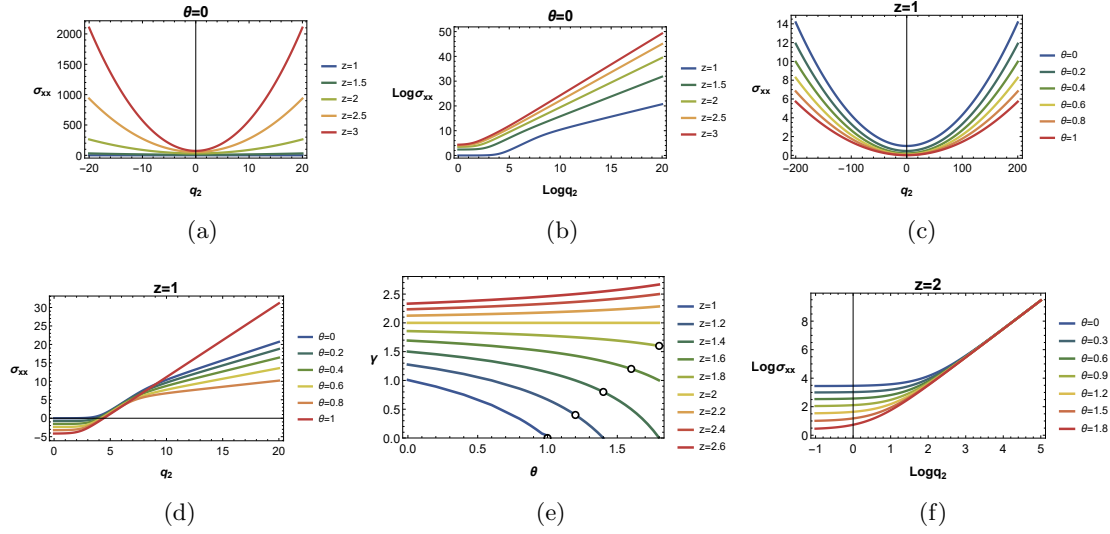 θ=0
σxx
2000
1500
1000
500
0
-20 -10 0 10 20
q2
z=1
z=1.5
z=2
z=2.5
z=3
(a)
θ=0
Logσxx
50
40
30
20
10
0
0 5 10 15 20
Logq2
z=1
z=1.5
z=2
z=2.5
z=3
(b)
z=1
σxx
14
12
10
8
6
4
2
0
-200 -100 0 100 200
q2
θ=0
θ=0.2
θ=0.4
θ=0.6
θ=0.8
θ=1
(c)
z=1
σxx
30
25
20
15
10
5
0
-5
0 5 10 15 20
q2
θ=0
θ=0.2
θ=0.4
θ=0.6
θ=0.8
θ=1
(d)
γ
2.5
2.0
1.5
1.0
0.5
0.0
0.0 0.5 1.0 1.5
θ
z=1
z=1.2
z=1.4
z=1.6
z=1.8
z=2
z=2.2
z=2.4
z=2.6
(e)
z=2
Logσxx
8
6
4
2
0
-1 0 1 2 3 4 5
Logq2
θ=0
θ=0.3
θ=0.6
θ=0.9
θ=1.2
θ=1.5
θ=1.8
(f)